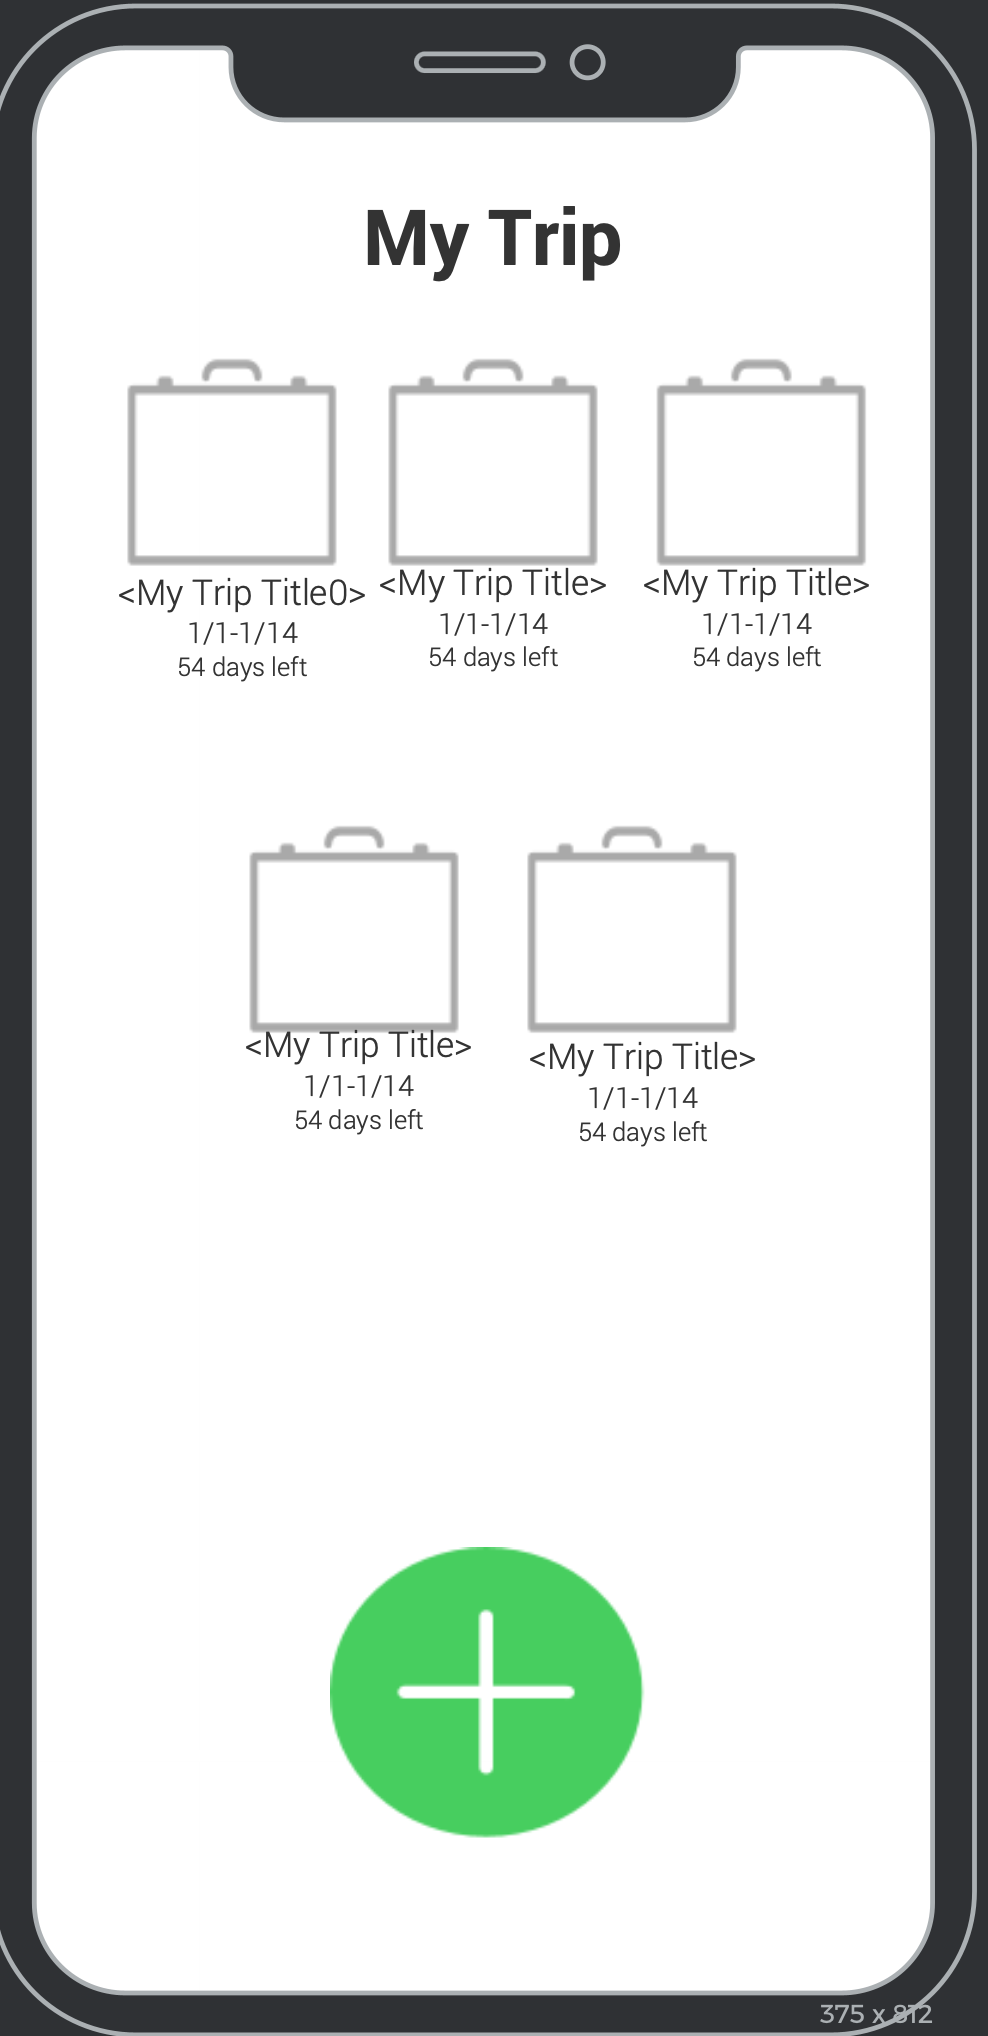 My Trip
<My Trip Title0>
1/1-1/14
54 days left
<My Trip Title>
1/1-1/14
54 days left
<My Trip Title>
1/1-1/14
54 days left
<My Trip Title>
1/1-1/14
54 days left
<My Trip Title>
1/1-1/14
54 days left
375 x 812